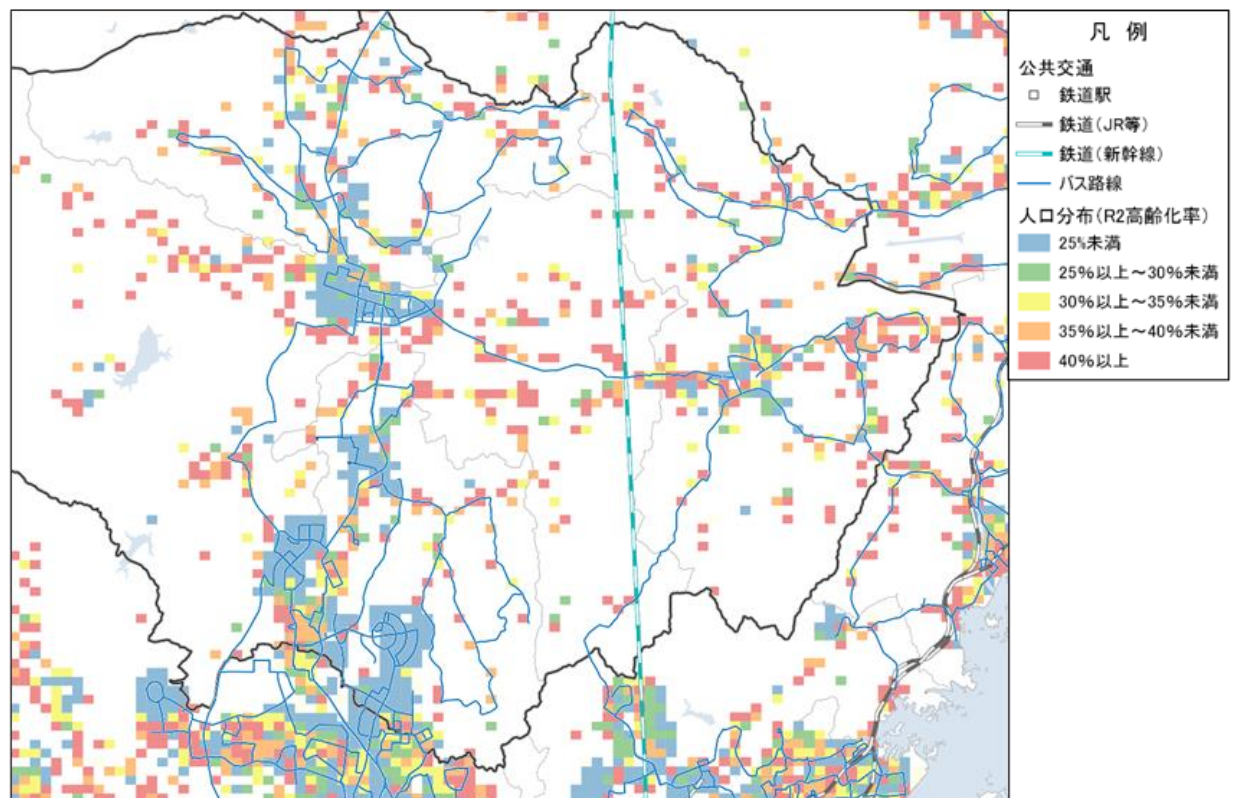 凡 例
公共交通
鉄道駅
鉄道(JR等)
鉄道(新幹線)
バス路線
人口分布(R2高齢化率)
25%未満
25%以上～30%未満
30%以上～35%未満
35%以上～40%未満
40%以上